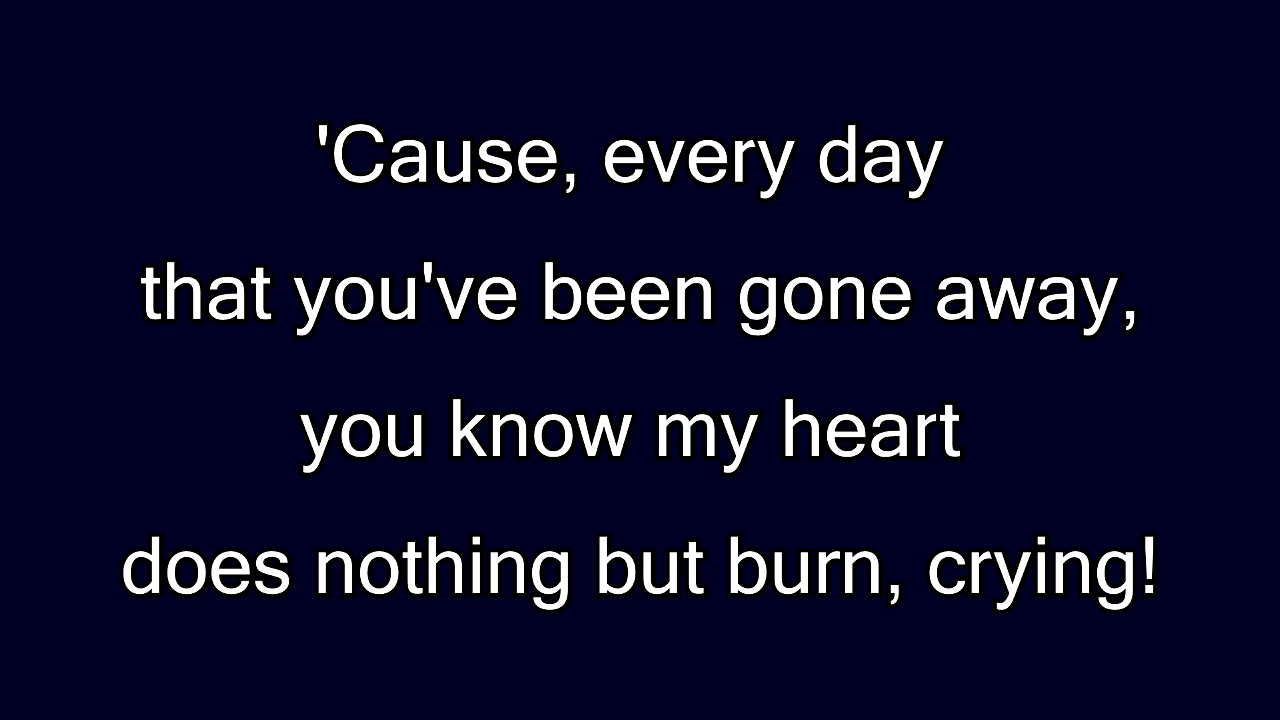 'Cause, every day
that you've been gone away,
you know my heart
does nothing but burn, crying!